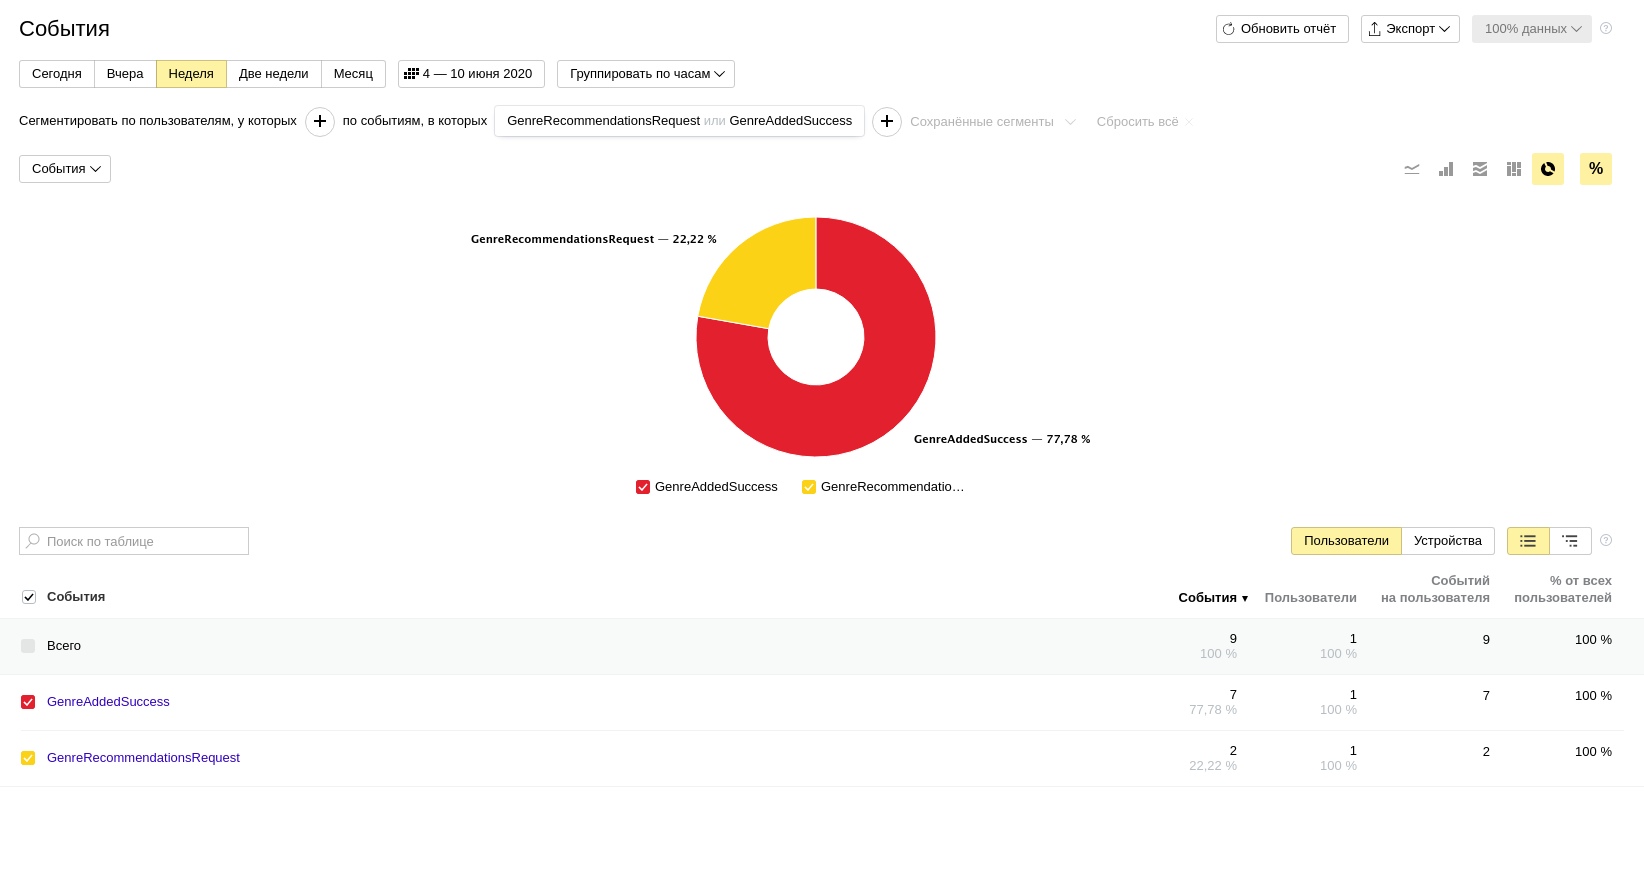 События
Обновить отчёт
Экспорт
100% данных
?
Сегодня
Вчера
Неделя
Две недели
Месяц
4 — 10 июня 2020
Группировать по часам
Сегментировать по пользователям, у которых + по событиям, в которых GenreRecommendationsRequest или GenreAddedSuccess + Сохранённые сегменты Сбросить всё ×
События
%
GenreRecommendationsRequest — 22,22 %
GenreAddedSuccess — 77,78 %
GenreAddedSuccess
GenreRecommendatio…
Поиск по таблице
Пользователи
Устройства
?
События
События ▼
Пользователи
Событий
на пользователя
% от всех
пользователей
Всего
9
100 %
1
100 %
9
100 %
GenreAddedSuccess
7
77,78 %
1
100 %
7
100 %
GenreRecommendationsRequest
2
22,22 %
1
100 %
2
100 %